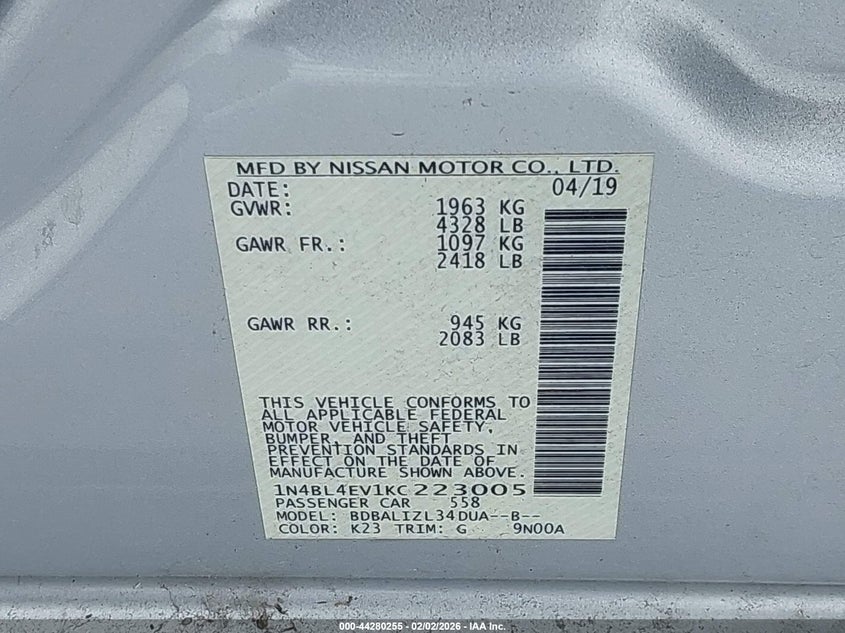 MFD BY NISSAN MOTOR CO., LTD.
DATE: 04/19
GVWR: 1963 KG
4328 LB
GAWR FR.: 1097 KG
2418 LB
GAWR RR.: 945 KG
2083 LB
THIS VEHICLE CONFORMS TO
ALL APPLICABLE FEDERAL
MOTOR VEHICLE SAFETY,
BUMPER, AND THEFT
PREVENTION STANDARDS IN
EFFECT ON THE DATE OF
MANUFACTURE SHOWN ABOVE.
1N4BL4EV1KC223005
PASSENGER CAR 558
MODEL: BDBALIZL34DUA--B--
COLOR: K23 TRIM: G 9N00A
000-44280255 - 02/02/2026 - IAA Inc.